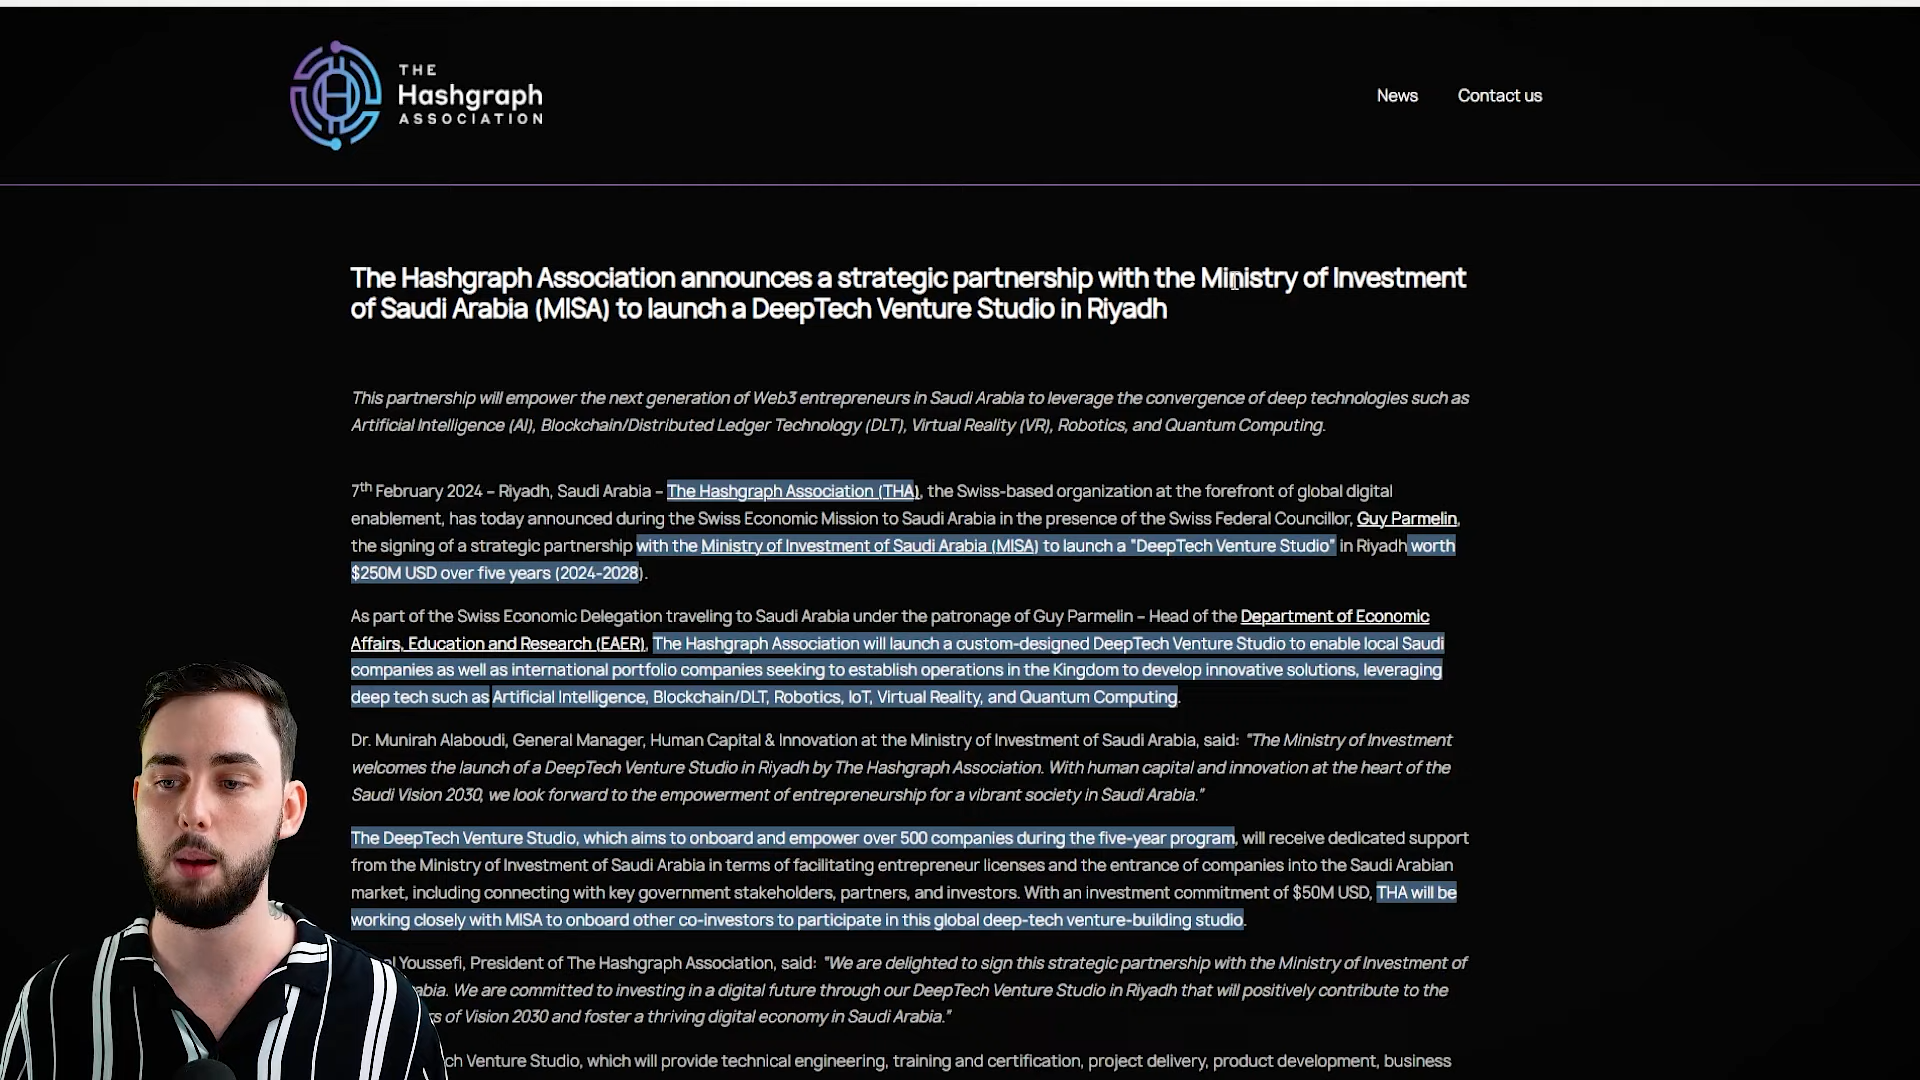 THE
Hashgraph
ASSOCIATION
News
Contact us
The Hashgraph Association announces a strategic partnership with the Ministry of Investment
of Saudi Arabia (MISA) to launch a DeepTech Venture Studio in Riyadh
This partnership will empower the next generation of Web3 entrepreneurs in Saudi Arabia to leverage the convergence of deep technologies such as
Artificial Intelligence (AI), Blockchain/Distributed Ledger Technology (DLT), Virtual Reality (VR), Robotics, and Quantum Computing.
7th February 2024 – Riyadh, Saudi Arabia – The Hashgraph Association (THA), the Swiss-based organization at the forefront of global digital
enablement, has today announced during the Swiss Economic Mission to Saudi Arabia in the presence of the Swiss Federal Councillor, Guy Parmelin,
the signing of a strategic partnership with the Ministry of Investment of Saudi Arabia (MISA) to launch a "DeepTech Venture Studio" in Riyadh worth
$250M USD over five years (2024-2028).
As part of the Swiss Economic Delegation traveling to Saudi Arabia under the patronage of Guy Parmelin – Head of the Department of Economic
Affairs, Education and Research (EAER), The Hashgraph Association will launch a custom-designed DeepTech Venture Studio to enable local Saudi
companies as well as international portfolio companies seeking to establish operations in the Kingdom to develop innovative solutions, leveraging
deep tech such as Artificial Intelligence, Blockchain/DLT, Robotics, IoT, Virtual Reality, and Quantum Computing.
Dr. Munirah Alaboudi, General Manager, Human Capital & Innovation at the Ministry of Investment of Saudi Arabia, said: "The Ministry of Investment
welcomes the launch of a DeepTech Venture Studio in Riyadh by The Hashgraph Association. With human capital and innovation at the heart of the
Saudi Vision 2030, we look forward to the empowerment of entrepreneurship for a vibrant society in Saudi Arabia."
The DeepTech Venture Studio, which aims to onboard and empower over 500 companies during the five-year program, will receive dedicated support
from the Ministry of Investment of Saudi Arabia in terms of facilitating entrepreneur licenses and the entrance of companies into the Saudi Arabian
market, including connecting with key government stakeholders, partners, and investors. With an investment commitment of $50M USD, THA will be
working closely with MISA to onboard other co-investors to participate in this global deep-tech venture-building studio.
Youssefi, President of The Hashgraph Association, said: "We are delighted to sign this strategic partnership with the Ministry of Investment of
We are committed to investing in a digital future through our DeepTech Venture Studio in Riyadh that will positively contribute to the
of Vision 2030 and foster a thriving digital economy in Saudi Arabia."
Venture Studio, which will provide technical engineering, training and certification, project delivery, product development, business